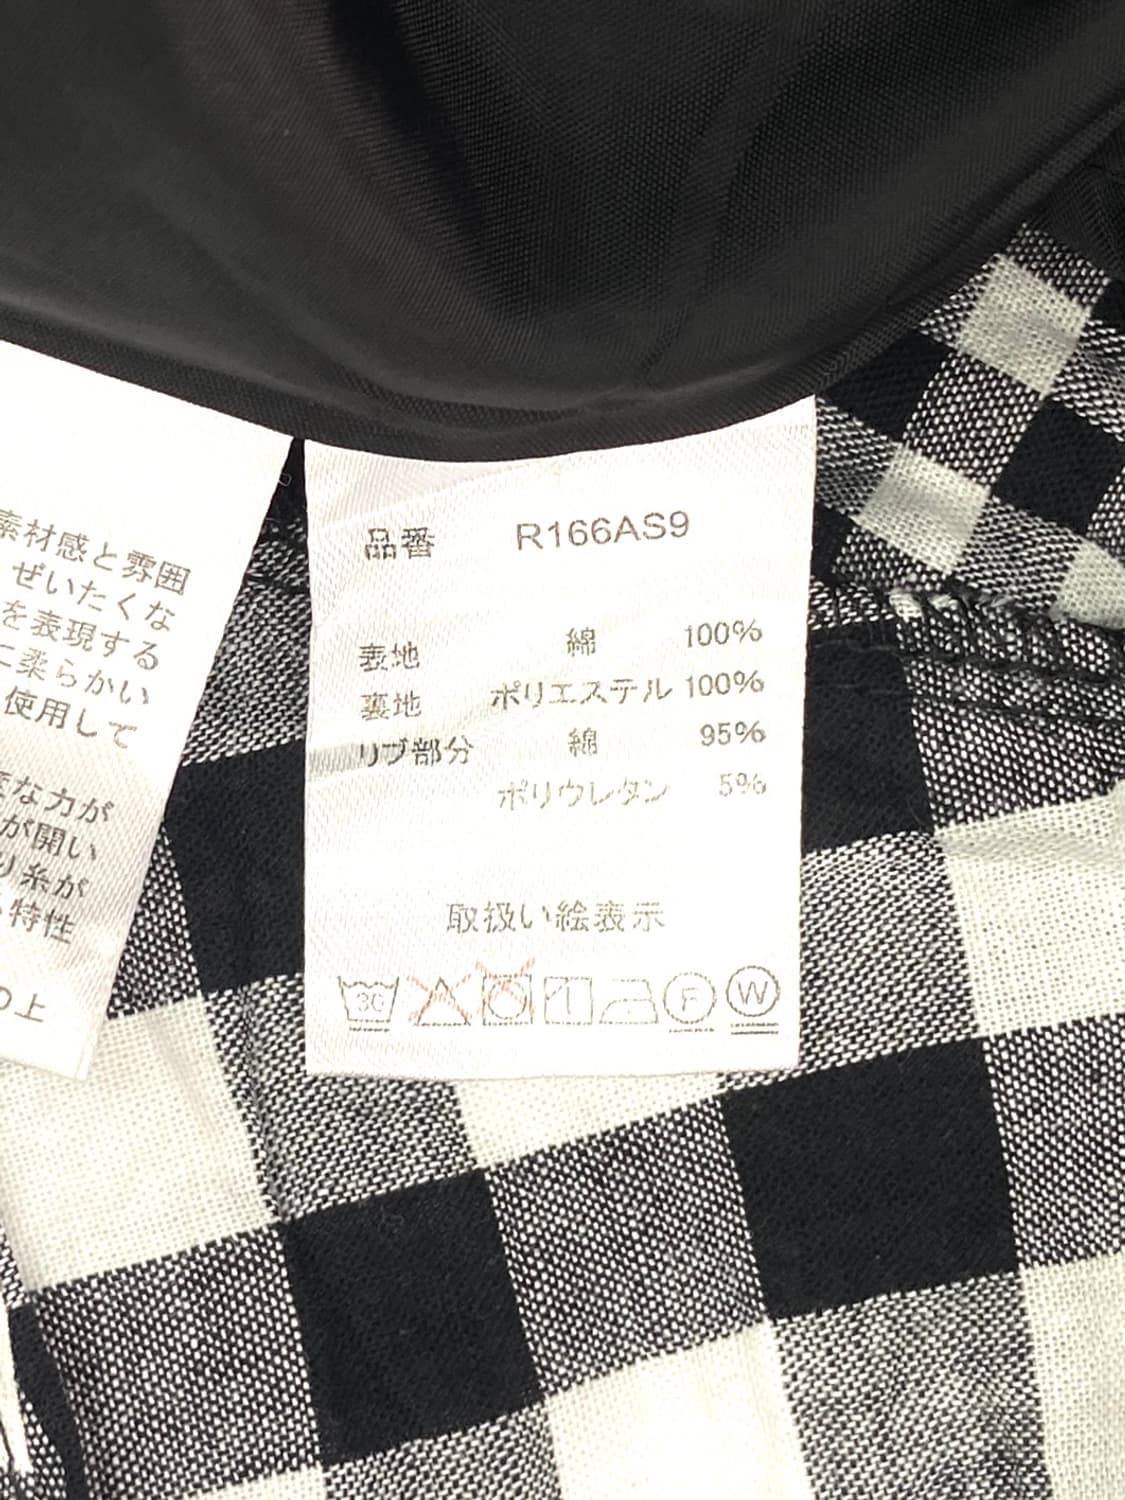 素材感と雰囲
ぜいたくな
を表現する
に柔らかい
使用して
な力が
が開い
り糸が
特性
の上
品番 R166AS9
表地 綿 100%
裏地 ポリエステル 100%
リブ部分 綿 95%
ポリウレタン 5%
取扱い絵表示
30 F W